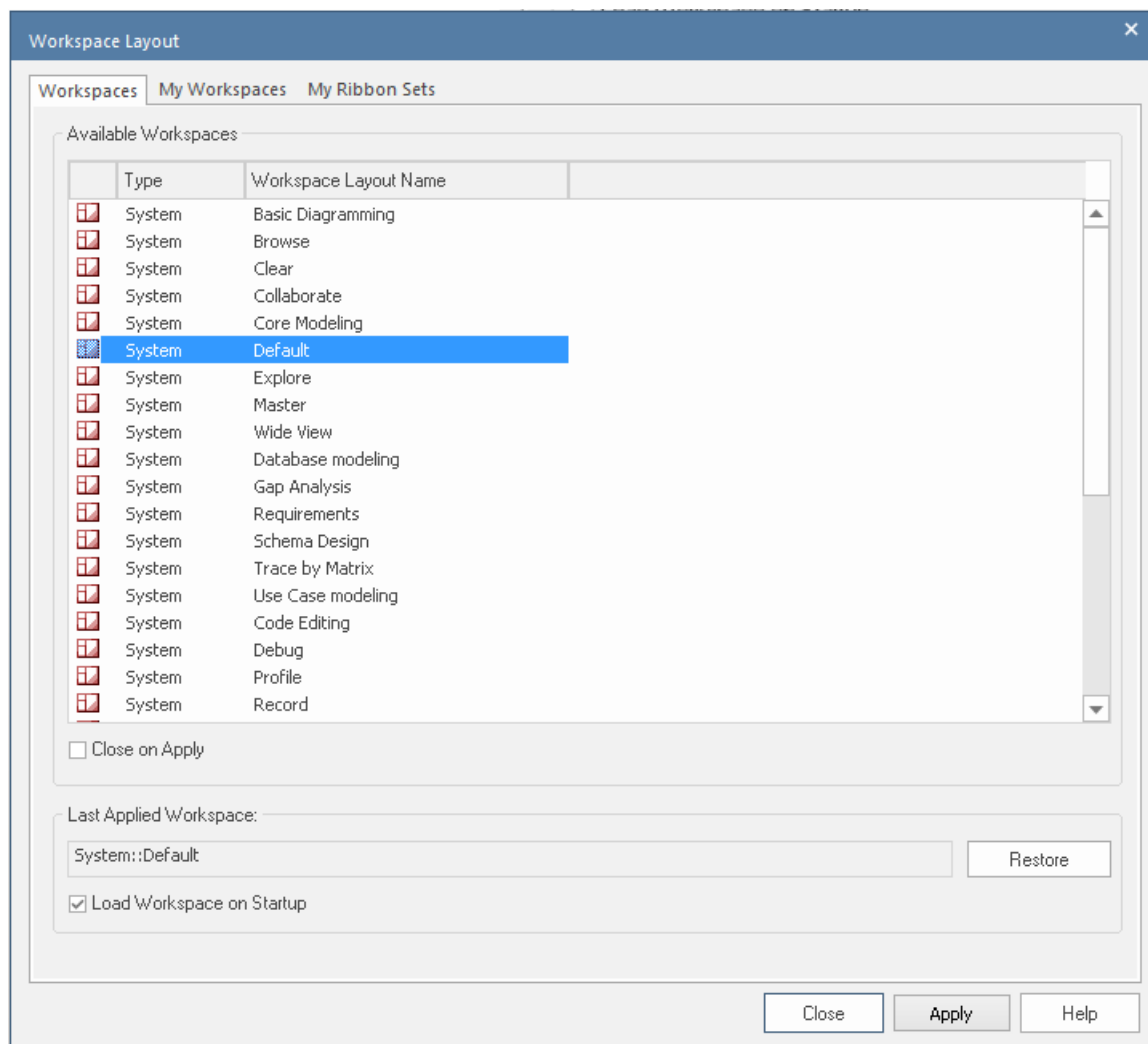 Workspace Layout
Workspaces My Workspaces My Ribbon Sets
Available Workspaces
Type Workspace Layout Name
System Basic Diagramming
System Browse
System Clear
System Collaborate
System Core Modeling
System Default
System Explore
System Master
System Wide View
System Database modeling
System Gap Analysis
System Requirements
System Schema Design
System Trace by Matrix
System Use Case modeling
System Code Editing
System Debug
System Profile
System Record
Close on Apply
Last Applied Workspace:
System::Default Restore
Load Workspace on Startup
Close Apply Help